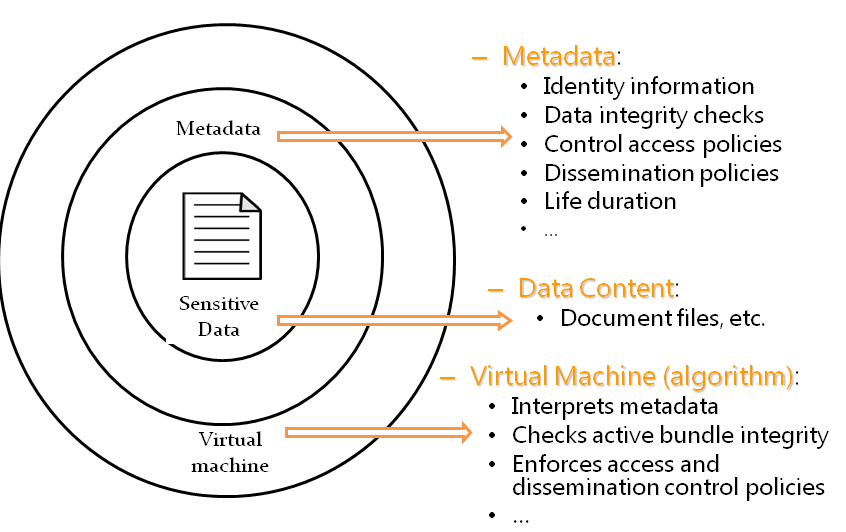 Metadata
Sensitive
Data
Virtual
machine
– Metadata:
• Identity information
• Data integrity checks
• Control access policies
• Dissemination policies
• Life duration
• ...
– Data Content:
• Document files, etc.
– Virtual Machine (algorithm):
• Interprets metadata
• Checks active bundle integrity
• Enforces access and
dissemination control policies
• ...